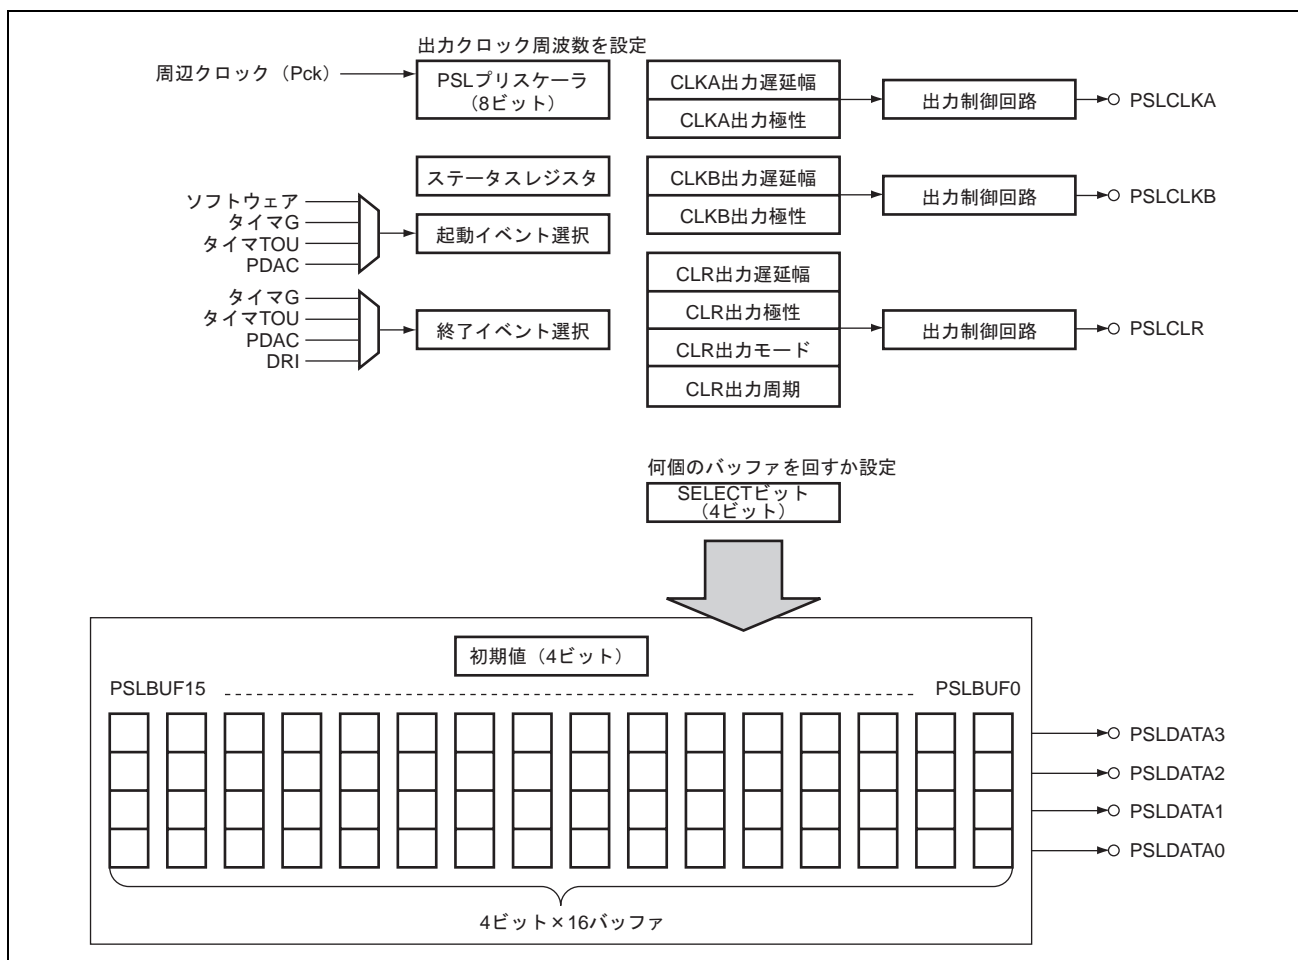 出力クロック周波数を設定
周辺クロック（Pck）
PSLプリスケーラ
（8ビット）
CLKA出力遅延幅
CLKA出力極性
出力制御回路
PSLCLKA
ステータスレジスタ
CLKB出力遅延幅
CLKB出力極性
出力制御回路
PSLCLKB
ソフトウェア
タイマG
タイマTOU
PDAC
起動イベント選択
タイマG
タイマTOU
PDAC
DRI
終了イベント選択
CLR出力遅延幅
CLR出力極性
CLR出力モード
CLR出力周期
出力制御回路
PSLCLR
何個のバッファを回すか設定
SELECTビット
（4ビット）
初期値（4ビット）
PSLBUF15
PSLBUF0
PSLDATA3
PSLDATA2
PSLDATA1
PSLDATA0
4ビット×16バッファ